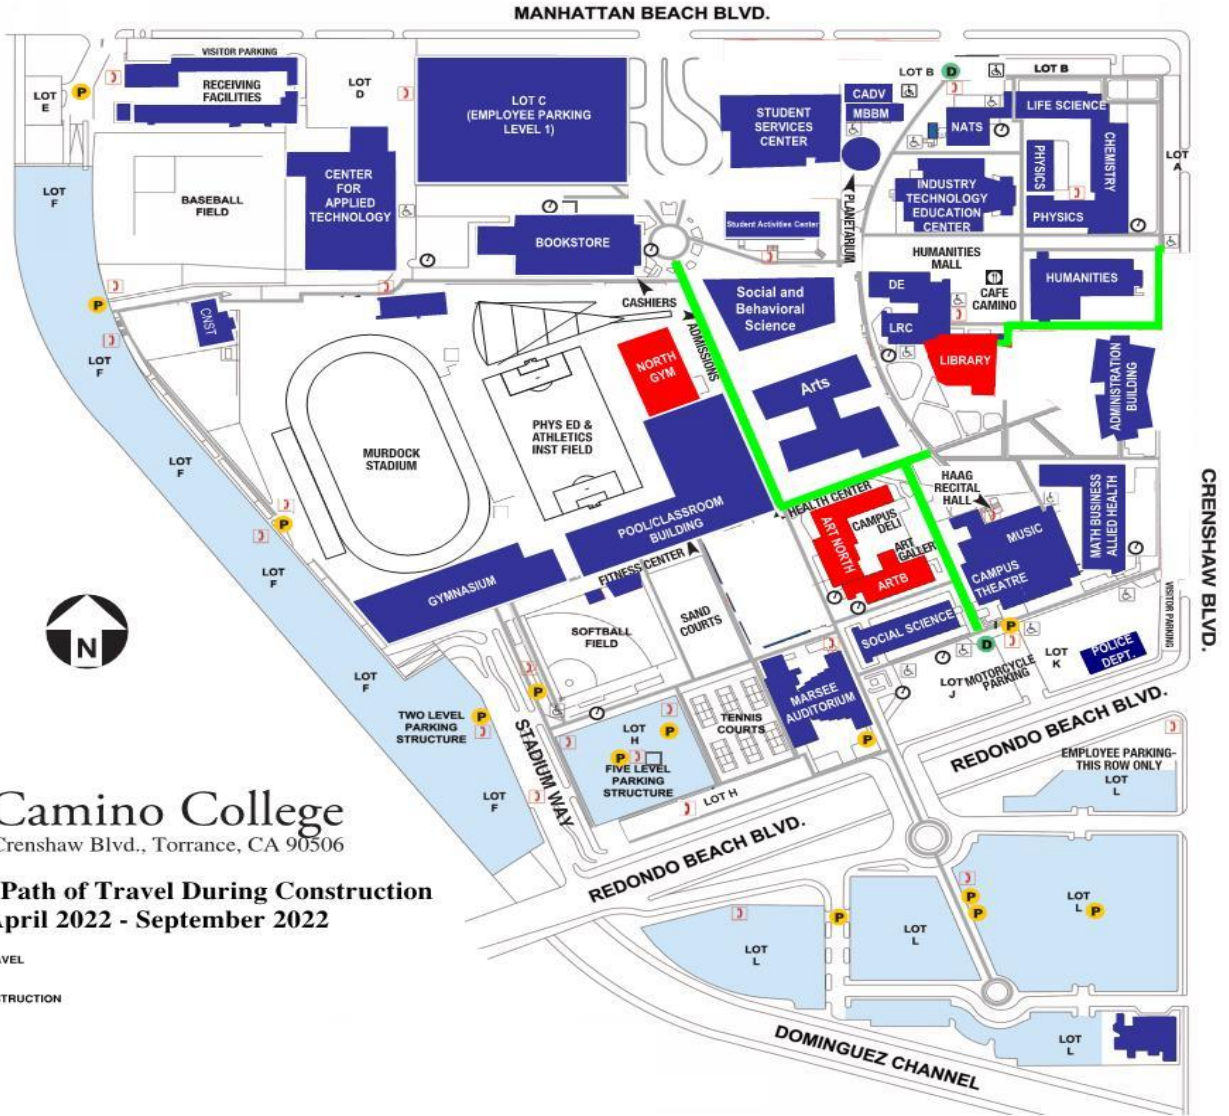 MANHATTAN BEACH BLVD.
VISITOR PARKING
LOT
E
P
RECEIVING
FACILITIES
LOT
D
LOT C
(EMPLOYEE PARKING
LEVEL 1)
STUDENT
SERVICES
CENTER
CADV
MBBM
LOT B
D
LOT B
NATS
LIFE SCIENCE
CHEMISTRY
PHYSICS
PHYSICS
LOT
A
LOT
F
BASEBALL
FIELD
CENTER
FOR
APPLIED
TECHNOLOGY
BOOKSTORE
Student Activities Center
PLANETARIUM
INDUSTRY
TECHNOLOGY
EDUCATION
CENTER
HUMANITIES
MALL
CAFE
CAMINO
HUMANITIES
DE
LRC
LIBRARY
ADMINISTRATION
BUILDING
P
CNST
CASHIERS
ADMISSIONS
Social and
Behavioral
Science
NORTH
GYM
Arts
LOT
F
MURDOCK
STADIUM
PHYS ED &
ATHLETICS
INST FIELD
LOT
F
POOL/CLASSROOM
BUILDING
HEALTH CENTER
HAAG
RECITAL
HALL
MATH BUSINESS
ALLIED HEALTH
CRENSHAW BLVD.
P
ART NORTH
CAMPUS
DELI
ART
GALLER
ARTB
MUSIC
CAMPUS
THEATRE
LOT
F
GYMNASIUM
FITNESS CENTER
SAND
COURTS
SOFTBALL
FIELD
SOCIAL SCIENCE
D
P
VISITOR PARKING
POLICE
DEPT.
LOT
K
LOT
J
MOTORCYCLE
PARKING
N
LOT
F
MARSEE
AUDITORIUM
P
P
TWO LEVEL
PARKING
STRUCTURE
P
STADIUM WAY
LOT
H
P
P
FIVE LEVEL
PARKING
STRUCTURE
TENNIS
COURTS
LOT H
LOT
F
REDONDO BEACH BLVD.
REDONDO BEACH BLVD.
EMPLOYEE PARKING-
THIS ROW ONLY
LOT
L
Camino College
Crenshaw Blvd., Torrance, CA 90506
Path of Travel During Construction
April 2022 - September 2022
AVEL
STRUCTION
LOT
L
P
LOT
L
P
P
LOT
L
P
LOT
L
DOMINGUEZ CHANNEL